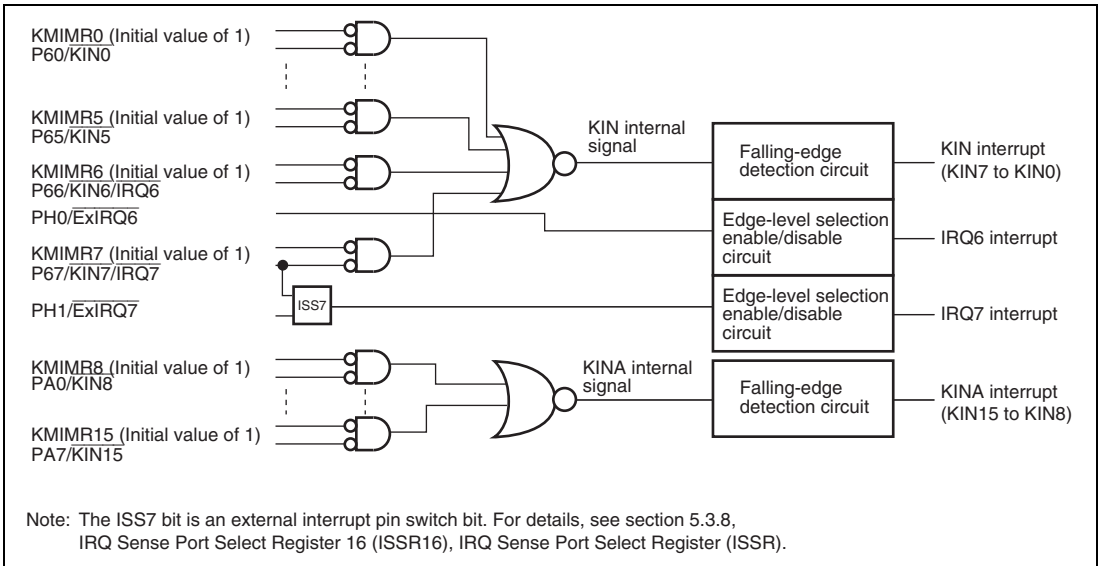 KMIMR0 (Initial value of 1)
P60/KIN0
KMIMR5 (Initial value of 1)
P65/KIN5
KMIMR6 (Initial value of 1)
P66/KIN6/IRQ6
PH0/ExIRQ6
KMIMR7 (Initial value of 1)
P67/KIN7/IRQ7
PH1/ExIRQ7
ISS7
KIN internal
signal
Falling-edge
detection circuit
KIN interrupt
(KIN7 to KIN0)
Edge-level selection
enable/disable
circuit
IRQ6 interrupt
Edge-level selection
enable/disable
circuit
IRQ7 interrupt
KMIMR8 (Initial value of 1)
PA0/KIN8
KMIMR15 (Initial value of 1)
PA7/KIN15
KINA internal
signal
Falling-edge
detection circuit
KINA interrupt
(KIN15 to KIN8)
Note: The ISS7 bit is an external interrupt pin switch bit. For details, see section 5.3.8,
IRQ Sense Port Select Register 16 (ISSR16), IRQ Sense Port Select Register (ISSR).